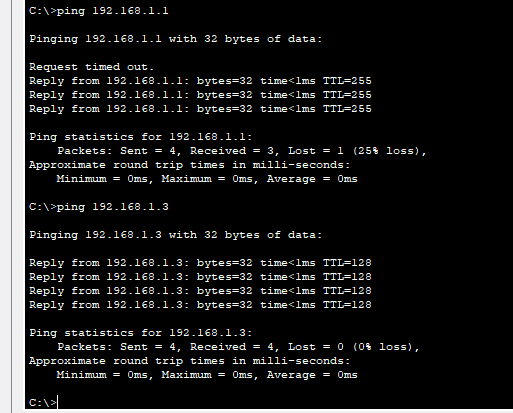 C:\>ping 192.168.1.1
Pinging 192.168.1.1 with 32 bytes of data:
Request timed out.
Reply from 192.168.1.1: bytes=32 time<1ms TTL=255
Reply from 192.168.1.1: bytes=32 time<1ms TTL=255
Reply from 192.168.1.1: bytes=32 time<1ms TTL=255
Ping statistics for 192.168.1.1:
    Packets: Sent = 4, Received = 3, Lost = 1 (25% loss),
Approximate round trip times in milli-seconds:
    Minimum = 0ms, Maximum = 0ms, Average = 0ms
C:\>ping 192.168.1.3
Pinging 192.168.1.3 with 32 bytes of data:
Reply from 192.168.1.3: bytes=32 time<1ms TTL=128
Reply from 192.168.1.3: bytes=32 time<1ms TTL=128
Reply from 192.168.1.3: bytes=32 time<1ms TTL=128
Reply from 192.168.1.3: bytes=32 time<1ms TTL=128
Ping statistics for 192.168.1.3:
    Packets: Sent = 4, Received = 4, Lost = 0 (0% loss),
Approximate round trip times in milli-seconds:
    Minimum = 0ms, Maximum = 0ms, Average = 0ms
C:\>